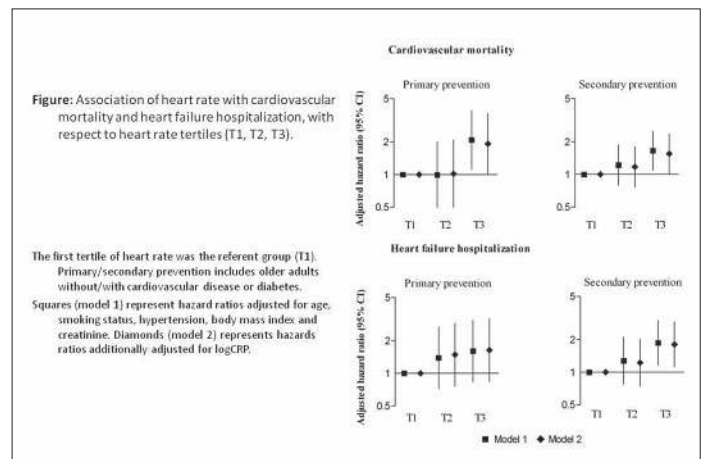 Figure: Association of heart rate with cardiovascular
mortality and heart failure hospitalization, with
respect to heart rate tertiles (T1, T2, T3).
The first tertile of heart rate was the referent group (T1).
Primary/secondary prevention includes older adults
without/with cardiovascular disease or diabetes.
Squares (model 1) represent hazard ratios adjusted for age,
smoking status, hypertension, body mass index and
creatinine. Diamonds (model 2) represents hazards
ratios additionally adjusted for logCRP.
Cardiovascular mortality
Primary prevention
Adjusted hazard ratio (95% CI)
5
2
1
0.5
T1 T2 T3
Secondary prevention
5
2
1
0.5
T1 T2 T3
Heart failure hospitalization
Primary prevention
Adjusted hazard ratio (95% CI)
5
2
1
0.5
T1 T2 T3
Secondary prevention
5
2
1
0.5
T1 T2 T3
Model 1 Model 2